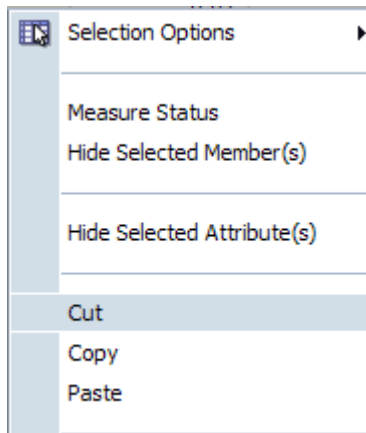 Selection Options
Measure Status
Hide Selected Member(s)
Hide Selected Attribute(s)
Cut
Copy
Paste